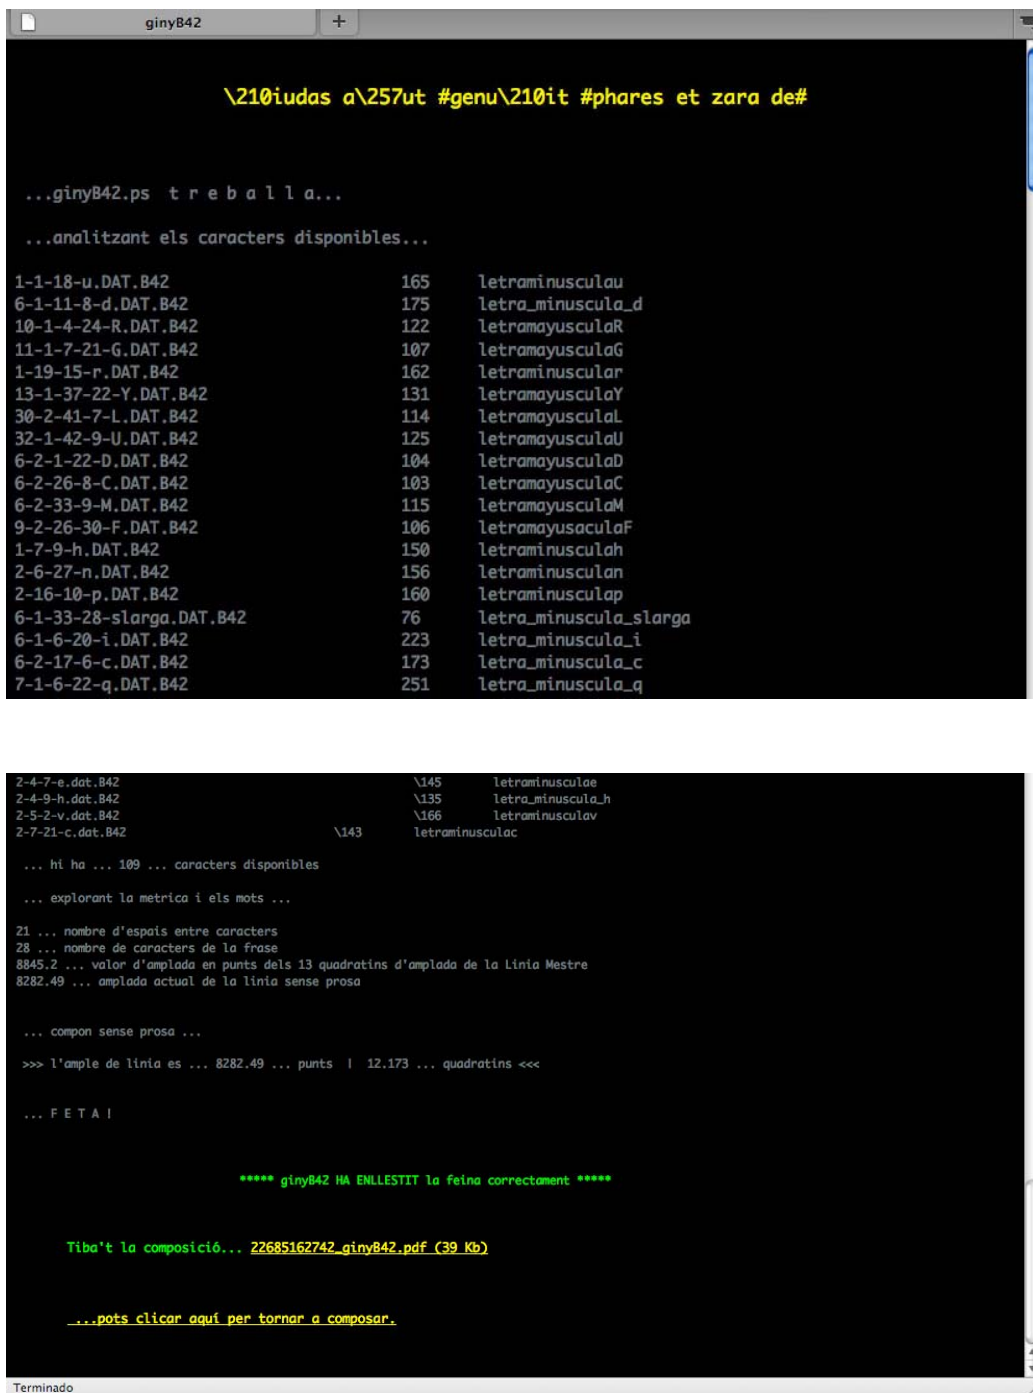 ginyB42 +
\210iudas a\257ut #genu\210it #phares et zara de#
...ginyB42.ps t r e b a l l a...
...analitzant els caracters disponibles...
1-1-18-u.DAT.B42 165 letraminusculau
6-1-11-8-d.DAT.B42 175 letra_minuscula_d
10-1-4-24-R.DAT.B42 122 letramayusculaR
11-1-7-21-G.DAT.B42 107 letramayusculaG
1-19-15-r.DAT.B42 162 letraminuscular
13-1-37-22-Y.DAT.B42 131 letramayusculaY
30-2-41-7-L.DAT.B42 114 letramayusculaL
32-1-42-9-U.DAT.B42 125 letramayusculaU
6-2-1-22-D.DAT.B42 104 letramayusculaD
6-2-26-8-C.DAT.B42 103 letramayusculaC
6-2-33-9-M.DAT.B42 115 letramayusculaM
9-2-26-30-F.DAT.B42 106 letramayusaculaF
1-7-9-h.DAT.B42 150 letraminusculah
2-6-27-n.DAT.B42 156 letraminusculan
2-16-10-p.DAT.B42 160 letraminusculap
6-1-33-28-slarga.DAT.B42 76 letra_minuscula_slarga
6-1-6-20-i.DAT.B42 223 letra_minuscula_i
6-2-17-6-c.DAT.B42 173 letra_minuscula_c
7-1-6-22-q.DAT.B42 251 letra_minuscula_q
2-4-7-e.dat.B42 \145 letraminusculae
2-4-9-h.dat.B42 \135 letra_minuscula_h
2-5-2-v.dat.B42 \166 letraminusculav
2-7-21-c.dat.B42 \143 letraminusculac
... hi ha ... 109 ... caracters disponibles
... explorant la metrica i els mots ...
21 ... nombre d'espais entre caracters
28 ... nombre de caracters de la frase
8845.2 ... valor d'amplada en punts dels 13 quadratins d'amplada de la Linia Mestre
8282.49 ... amplada actual de la linia sense prosa
... compon sense prosa ...
>>> l'ample de linia es ... 8282.49 ... punts | 12.173 ... quadratins <<<
... F E T A !
***** ginyB42 HA ENLLESTIT la feina correctament *****
Tiba't la composició... 22685162742_ginyB42.pdf (39 Kb)
...pots clicar aquí per tornar a composar.
Terminado